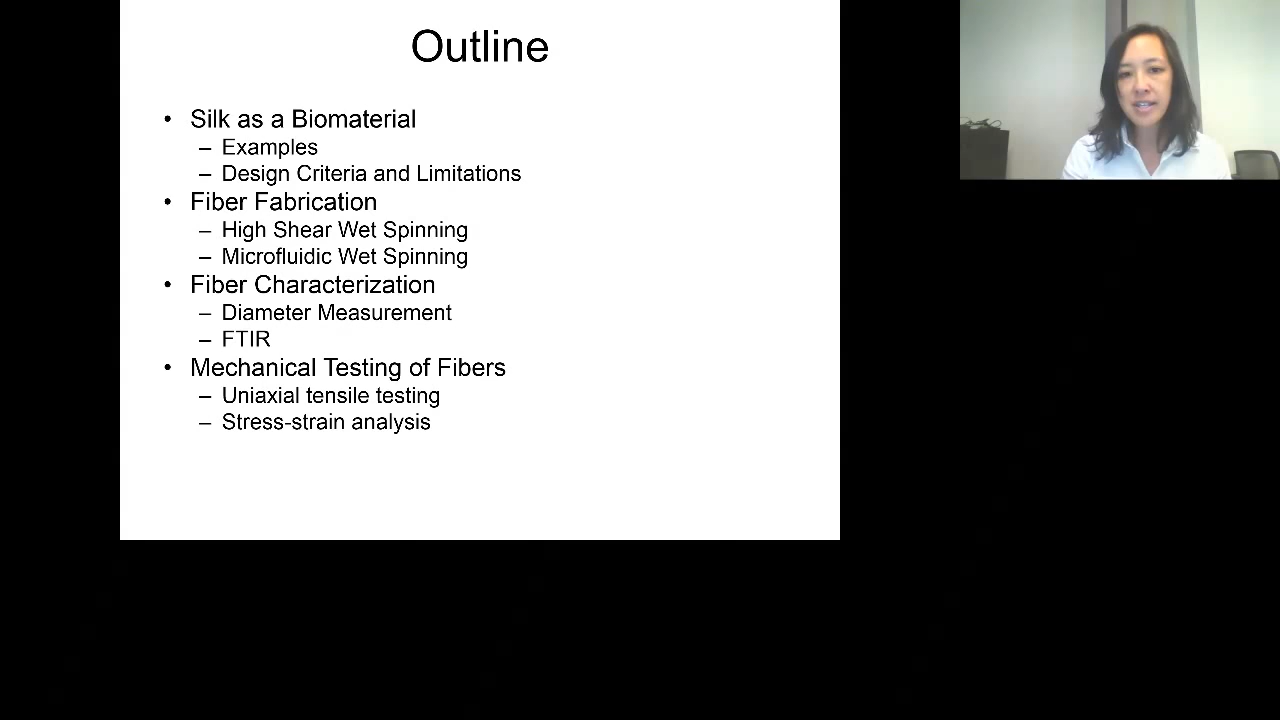 Outline
• Silk as a Biomaterial
– Examples
– Design Criteria and Limitations
• Fiber Fabrication
– High Shear Wet Spinning
– Microfluidic Wet Spinning
• Fiber Characterization
– Diameter Measurement
– FTIR
• Mechanical Testing of Fibers
– Uniaxial tensile testing
– Stress-strain analysis